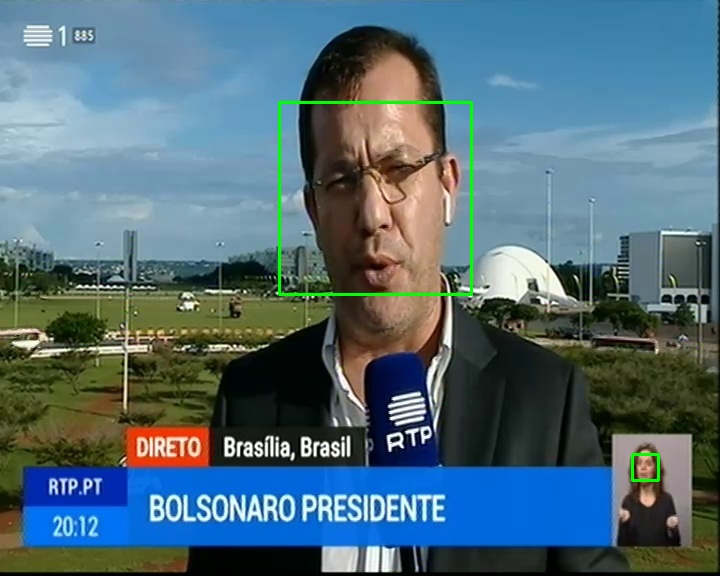 1 885
RTP
DIRETO Brasília, Brasil
RTP.PT
20:12
BOLSONARO PRESIDENTE